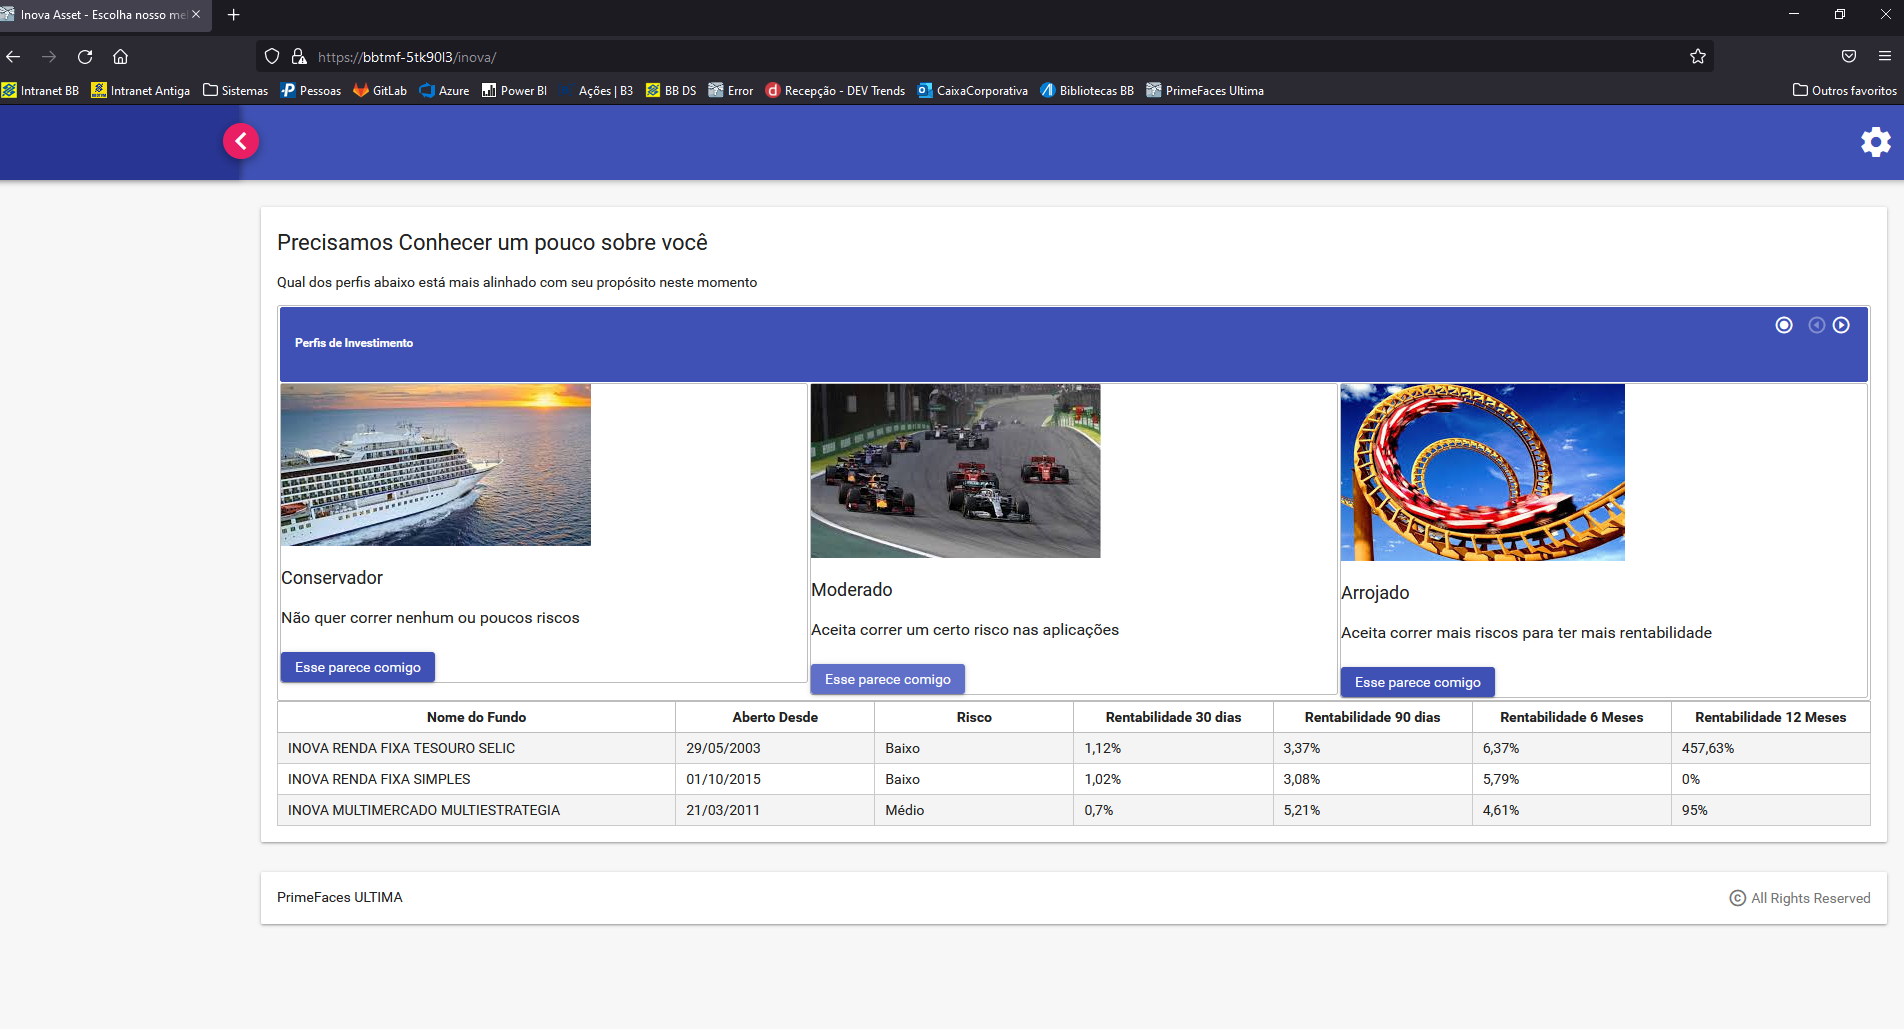 Inova Asset - Escolha nosso me
https://bbtmf-5tk90l3/inova/
Intranet BB Intranet Antiga Sistemas Pessoas GitLab Azure Power BI Ações | B3 BB DS Error Recepção - DEV Trends CaixaCorporativa Bibliotecas BB PrimeFaces Ultima Outros favoritos
Precisamos Conhecer um pouco sobre você
Qual dos perfis abaixo está mais alinhado com seu propósito neste momento
Perfis de Investimento
Conservador
Não quer correr nenhum ou poucos riscos
Esse parece comigo
Moderado
Aceita correr um certo risco nas aplicações
Esse parece comigo
Arrojado
Aceita correr mais riscos para ter mais rentabilidade
Esse parece comigo
Nome do Fundo Aberto Desde Risco Rentabilidade 30 dias Rentabilidade 90 dias Rentabilidade 6 Meses Rentabilidade 12 Meses
INOVA RENDA FIXA TESOURO SELIC 29/05/2003 Baixo 1,12% 3,37% 6,37% 457,63%
INOVA RENDA FIXA SIMPLES 01/10/2015 Baixo 1,02% 3,08% 5,79% 0%
INOVA MULTIMERCADO MULTIESTRATEGIA 21/03/2011 Médio 0,7% 5,21% 4,61% 95%
PrimeFaces ULTIMA © All Rights Reserved